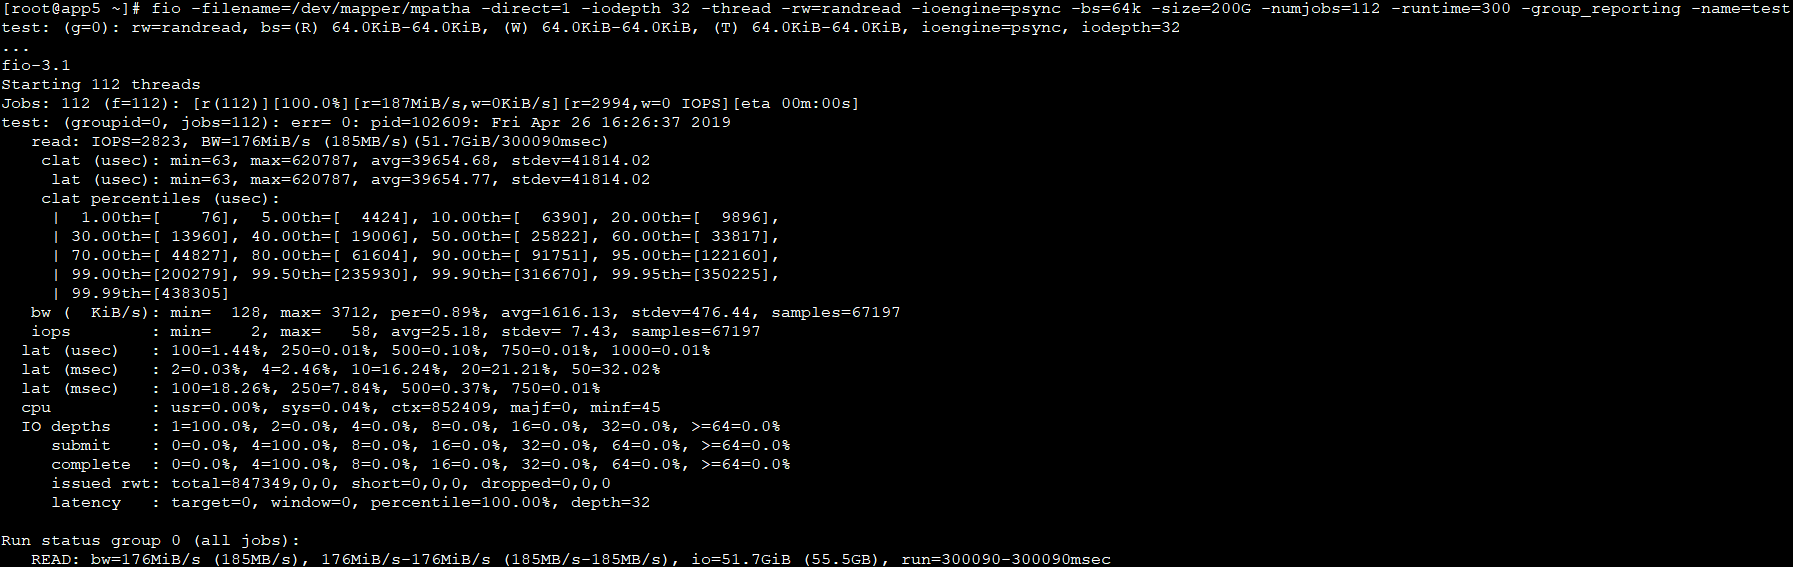 [root@app5 ~]# fio -filename=/dev/mapper/mpatha -direct=1 -iodepth 32 -thread -rw=randread -ioengine=psync -bs=64k -size=200G -numjobs=112 -runtime=300 -group_reporting -name=test
test: (g=0): rw=randread, bs=(R) 64.0KiB-64.0KiB, (W) 64.0KiB-64.0KiB, (T) 64.0KiB-64.0KiB, ioengine=psync, iodepth=32
...
fio-3.1
Starting 112 threads
Jobs: 112 (f=112): [r(112)][100.0%][r=187MiB/s,w=0KiB/s][r=2994,w=0 IOPS][eta 00m:00s]
test: (groupid=0, jobs=112): err= 0: pid=102609: Fri Apr 26 16:26:37 2019
   read: IOPS=2823, BW=176MiB/s (185MB/s)(51.7GiB/300090msec)
    clat (usec): min=63, max=620787, avg=39654.68, stdev=41814.02
     lat (usec): min=63, max=620787, avg=39654.77, stdev=41814.02
    clat percentiles (usec):
     |  1.00th=[    76],  5.00th=[  4424], 10.00th=[  6390], 20.00th=[  9896],
     | 30.00th=[ 13960], 40.00th=[ 19006], 50.00th=[ 25822], 60.00th=[ 33817],
     | 70.00th=[ 44827], 80.00th=[ 61604], 90.00th=[ 91751], 95.00th=[122160],
     | 99.00th=[200279], 99.50th=[235930], 99.90th=[316670], 99.95th=[350225],
     | 99.99th=[438305]
   bw (  KiB/s): min=  128, max= 3712, per=0.89%, avg=1616.13, stdev=476.44, samples=67197
   iops        : min=    2, max=   58, avg=25.18, stdev= 7.43, samples=67197
  lat (usec)   : 100=1.44%, 250=0.01%, 500=0.10%, 750=0.01%, 1000=0.01%
  lat (msec)   : 2=0.03%, 4=2.46%, 10=16.24%, 20=21.21%, 50=32.02%
  lat (msec)   : 100=18.26%, 250=7.84%, 500=0.37%, 750=0.01%
  cpu          : usr=0.00%, sys=0.04%, ctx=852409, majf=0, minf=45
  IO depths    : 1=100.0%, 2=0.0%, 4=0.0%, 8=0.0%, 16=0.0%, 32=0.0%, >=64=0.0%
     submit    : 0=0.0%, 4=100.0%, 8=0.0%, 16=0.0%, 32=0.0%, 64=0.0%, >=64=0.0%
     complete  : 0=0.0%, 4=100.0%, 8=0.0%, 16=0.0%, 32=0.0%, 64=0.0%, >=64=0.0%
     issued rwt: total=847349,0,0, short=0,0,0, dropped=0,0,0
     latency   : target=0, window=0, percentile=100.00%, depth=32

Run status group 0 (all jobs):
   READ: bw=176MiB/s (185MB/s), 176MiB/s-176MiB/s (185MB/s-185MB/s), io=51.7GiB (55.5GB), run=300090-300090msec